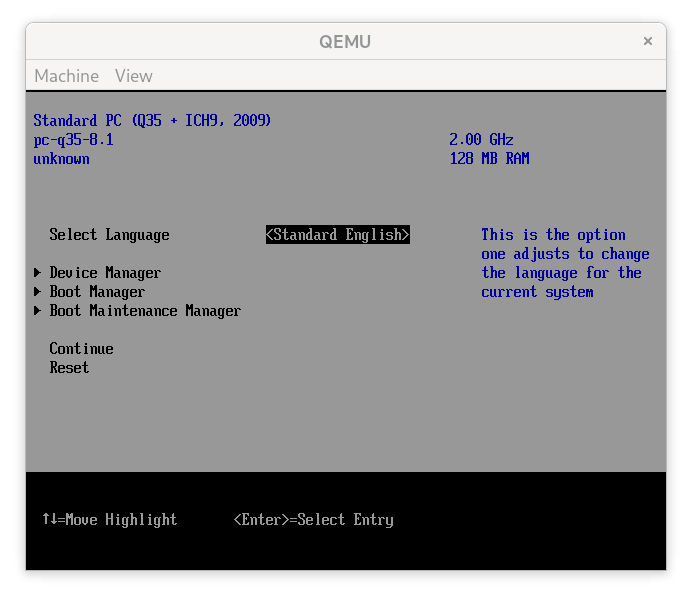 QEMU
×
Machine View
Standard PC (Q35 + ICH9, 2009)
pc-q35-8.1 2.00 GHz
unknown 128 MB RAM
Select Language <Standard English> This is the option
one adjusts to change
▶ Device Manager the language for the
▶ Boot Manager current system
▶ Boot Maintenance Manager
Continue
Reset
↑↓=Move Highlight <Enter>=Select Entry